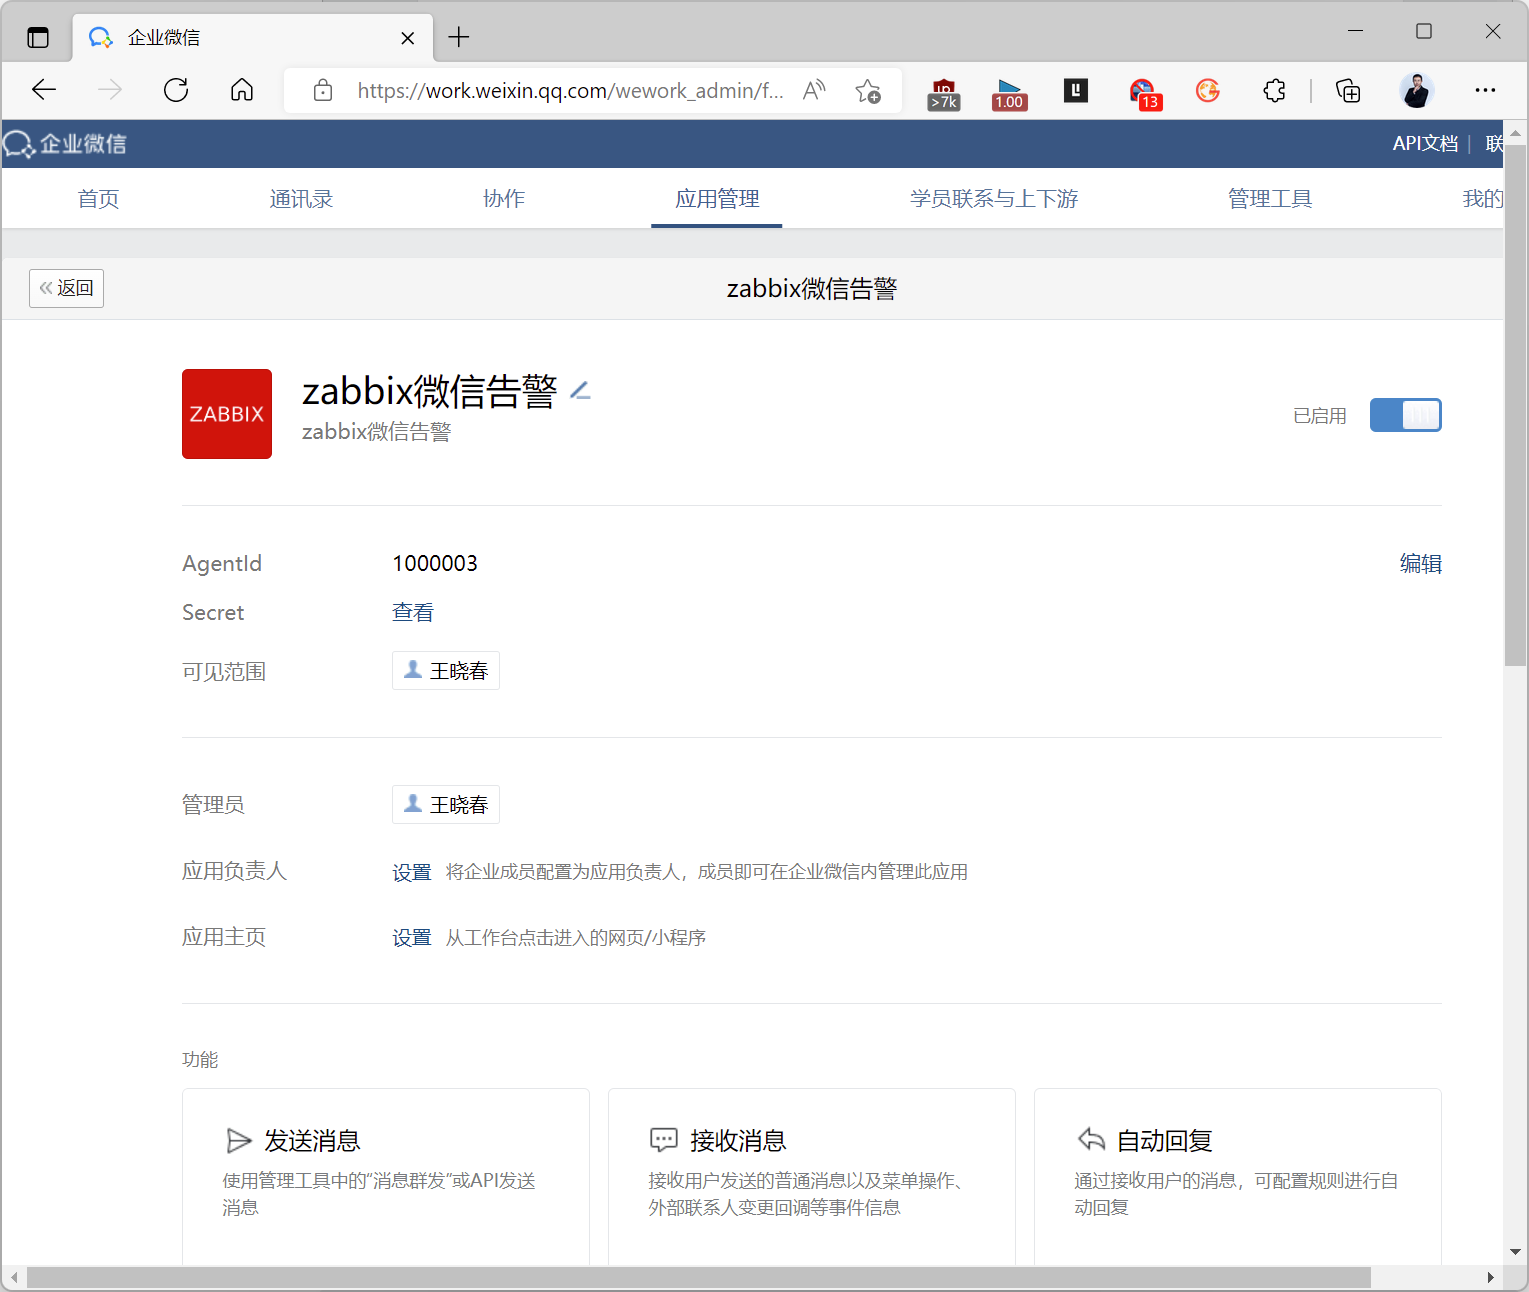 企业微信
https://work.weixin.qq.com/wework_admin/f...
>7k
1.00
13
企业微信
API文档
联
首页
通讯录
协作
应用管理
学员联系与上下游
管理工具
我的
返回
zabbix微信告警
ZABBIX
zabbix微信告警
zabbix微信告警
已启用
AgentId
1000003
编辑
Secret
查看
可见范围
王晓春
管理员
王晓春
应用负责人
设置 将企业成员配置为应用负责人，成员即可在企业微信内管理此应用
应用主页
设置 从工作台点击进入的网页/小程序
功能
发送消息
使用管理工具中的“消息群发”或API发送
消息
接收消息
接收用户发送的普通消息以及菜单操作、
外部联系人变更回调等事件信息
自动回复
通过接收用户的消息，可配置规则进行自
动回复